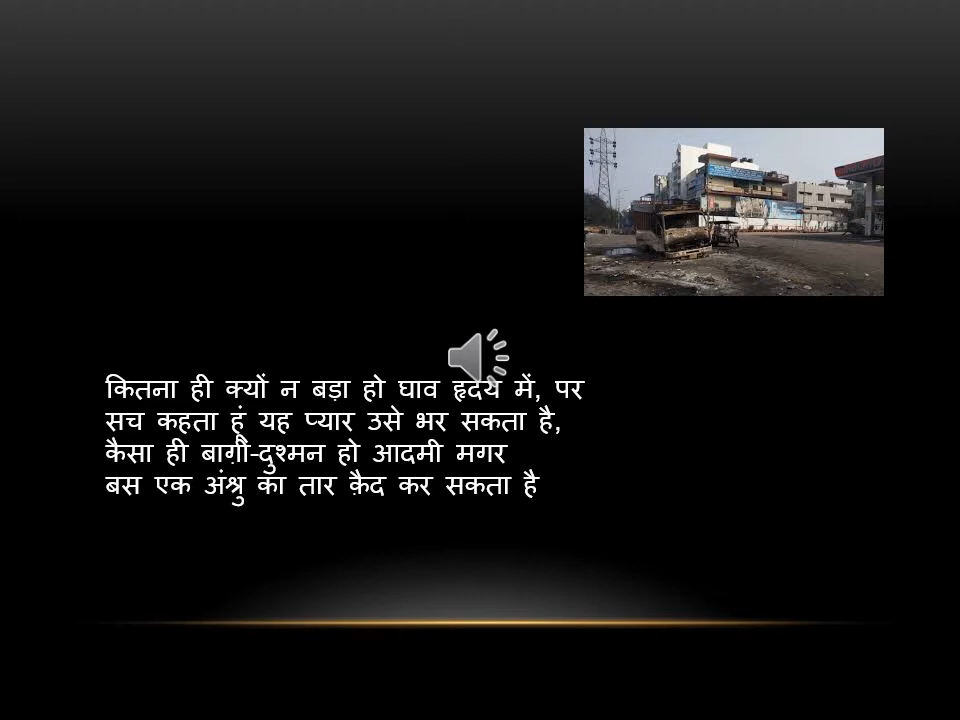 कितना ही क्यों न बड़ा हो घाव हृदय में, पर
सच कहता हूं यह प्यार उसे भर सकता है,
कैसा ही बाग़ी-दुश्मन हो आदमी मगर
बस एक अंश्रु का तार क़ैद कर सकता है